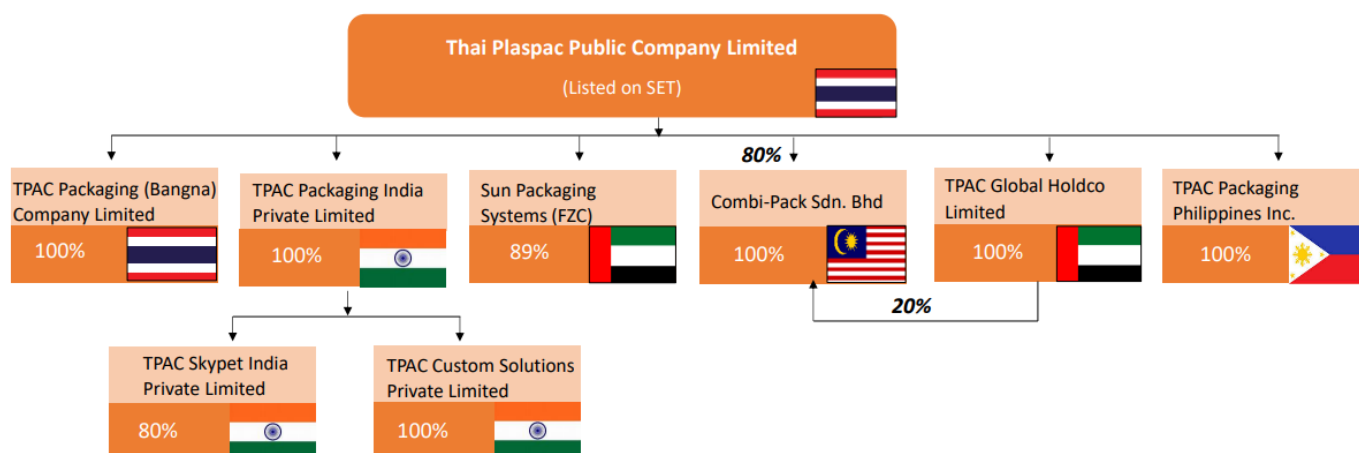 Thai Plaspac Public Company Limited
(Listed on SET)
80%
TPAC Packaging (Bangna)
Company Limited
100%
TPAC Packaging India
Private Limited
100%
Sun Packaging
Systems (FZC)
89%
Combi-Pack Sdn. Bhd
100%
TPAC Global Holdco
Limited
100%
TPAC Packaging
Philippines Inc.
100%
20%
TPAC Skypet India
Private Limited
80%
TPAC Custom Solutions
Private Limited
100%